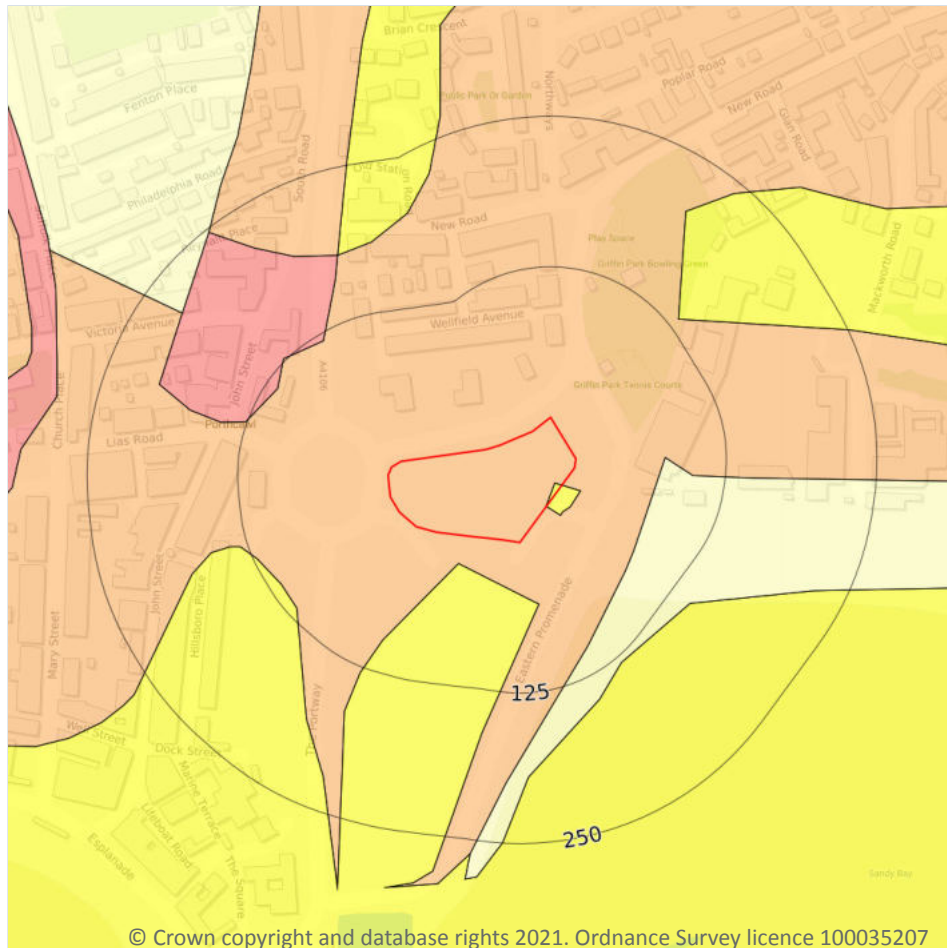 Brian Crescent
Poplar Road
Fenton Place
Public Park Or Garden
Northways
New Road
Glan Road
South Road
Old Station Road
Philadelphia Road
New Road
Play Space
Griffin Park Bowling Green
Mackworth Road
Victoria Avenue
Wellfield Avenue
John Street
A4106
Griffin Park Tennis Courts
Church Place
Porthcawl
Lias Road
John Street
Hillsboro Place
Eastern Promenade
Mary Street
125
The Portway
Well Street
Dock Street
Marine Terrace
Lifeboat Road
The Square
Esplanade
250
Sandy Bay
© Crown copyright and database rights 2021. Ordnance Survey licence 100035207